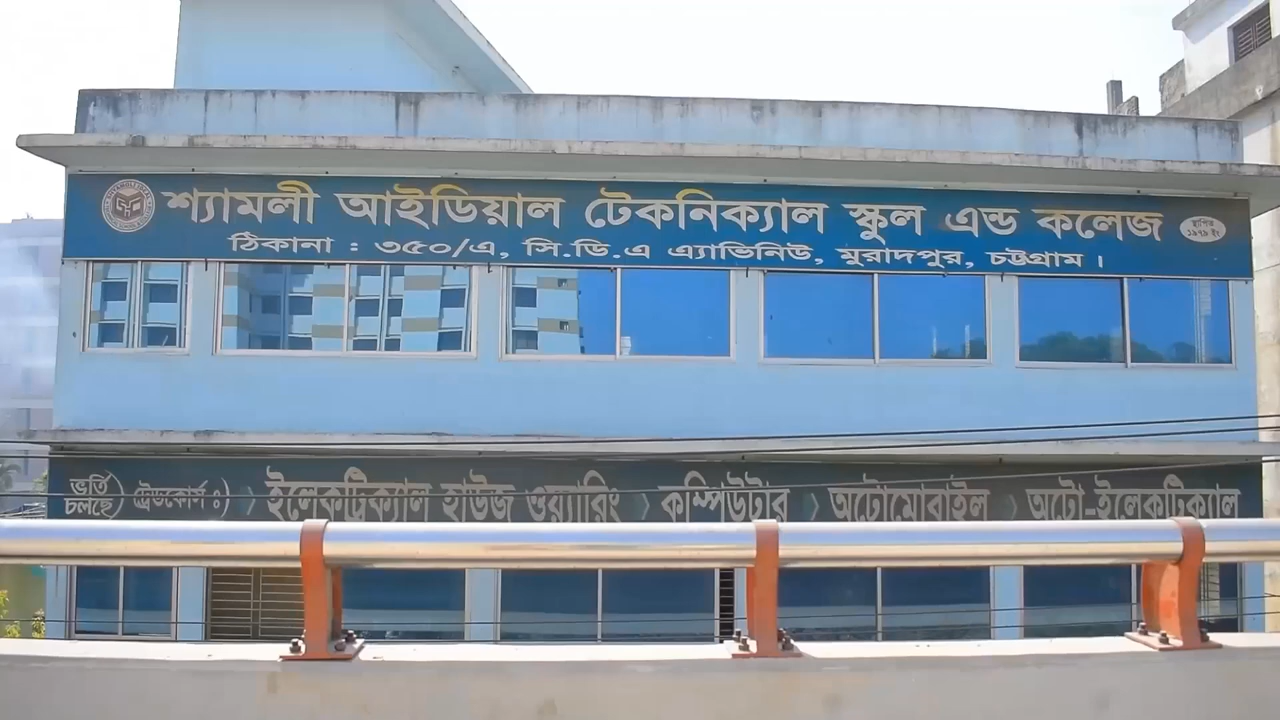 শ্যামলী আইডিয়াল টেকনিক্যাল স্কুল এন্ড কলেজ
স্থাপিত
ঠিকানা : ৩৫০/এ, সি.ডি.এ এ্যাভিনিউ, মুরাদপুর, চট্টগ্রাম।
ভর্তি চলছে) ট্রেডকোর্স ঃ) ইলেকট্রিক্যাল হাউজ ওয়্যারিং কম্পিউটার অটোমোবাইল অটো-ইলেকট্রিক্যাল